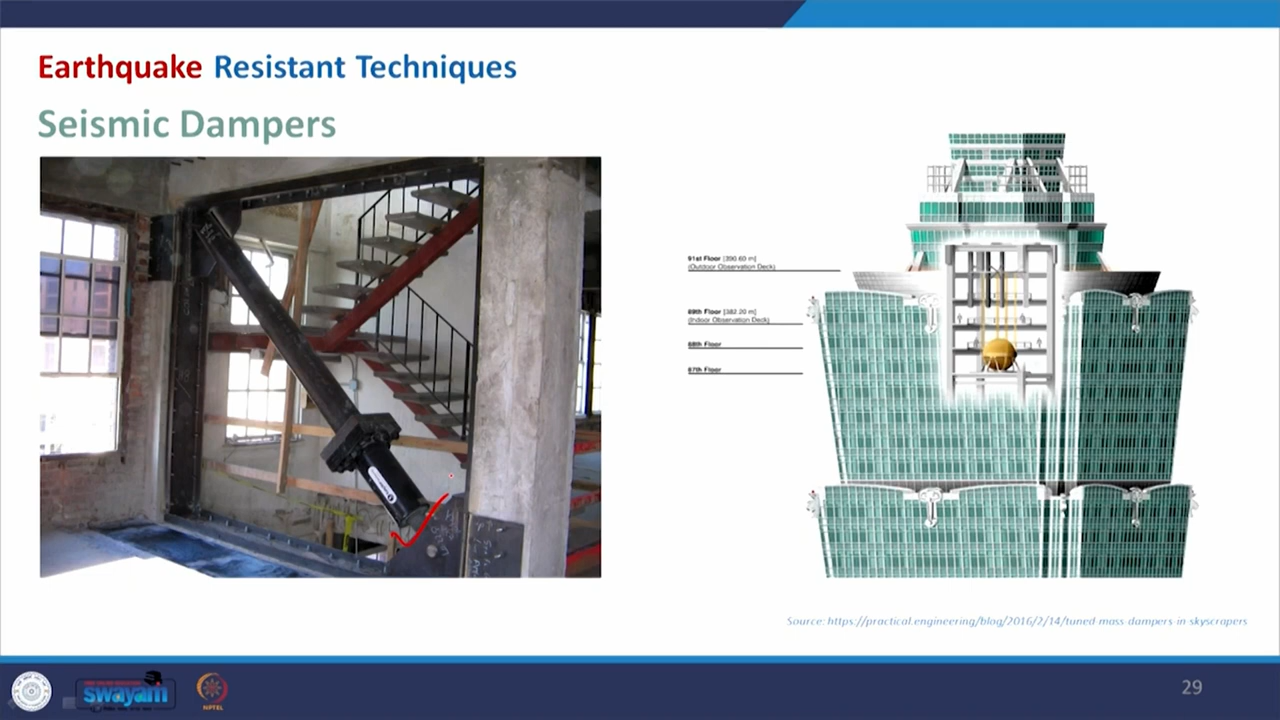 Earthquake Resistant Techniques
Seismic Dampers
91st Floor [390.60 m]
(Outdoor Observation Deck)
89th Floor [382.20 m]
(Indoor Observation Deck)
88th Floor
87th Floor
Source: https://practical.engineering/blog/2016/2/14/tuned-mass-dampers-in-skyscrapers
swayam
NPTEL
29